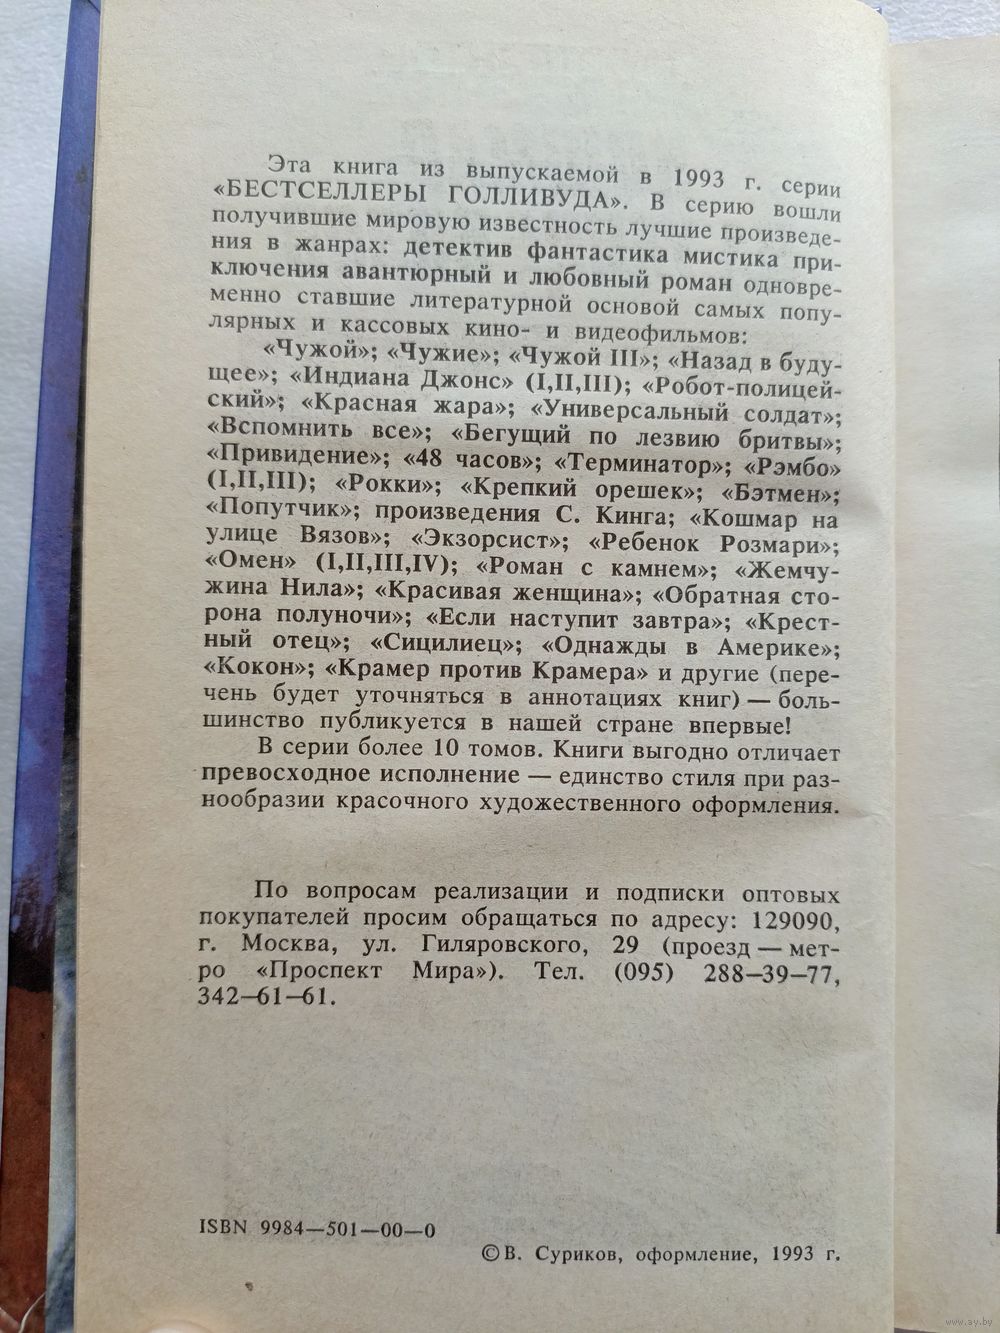 Эта книга из выпускаемой в 1993 г. серии
«БЕСТСЕЛЛЕРЫ ГОЛЛИВУДА». В серию вошли
получившие мировую известность лучшие произведе-
ния в жанрах: детектив фантастика мистика при-
ключения авантюрный и любовный роман одновре-
менно ставшие литературной основой самых попу-
лярных и кассовых кино- и видеофильмов:
«Чужой»; «Чужие»; «Чужой III»; «Назад в буду-
щее»; «Индиана Джонс» (I,II,III); «Робот-полицей-
ский»; «Красная жара»; «Универсальный солдат»;
«Вспомнить все»; «Бегущий по лезвию бритвы»;
«Привидение»; «48 часов»; «Терминатор»; «Рэмбо»
(I,II,III); «Рокки»; «Крепкий орешек»; «Бэтмен»;
«Попутчик»; произведения С. Кинга; «Кошмар на
улице Вязов»; «Экзорсист»; «Ребенок Розмари»;
«Омен» (I,II,III,IV); «Роман с камнем»; «Жемчу-
жина Нила»; «Красивая женщина»; «Обратная сто-
рона полуночи»; «Если наступит завтра»; «Крест-
ный отец»; «Сицилиец»; «Однажды в Америке»;
«Кокон»; «Крамер против Крамера» и другие (пере-
чень будет уточняться в аннотациях книг) — боль-
шинство публикуется в нашей стране впервые!
В серии более 10 томов. Книги выгодно отличает
превосходное исполнение — единство стиля при раз-
нообразии красочного художественного оформления.
По вопросам реализации и подписки оптовых
покупателей просим обращаться по адресу: 129090,
г. Москва, ул. Гиляровского, 29 (проезд — мет-
ро «Проспект Мира»). Тел. (095) 288—39—77,
342—61—61.
ISBN 9984—501—00—0
© В. Суриков, оформление, 1993 г.
www.ay.by